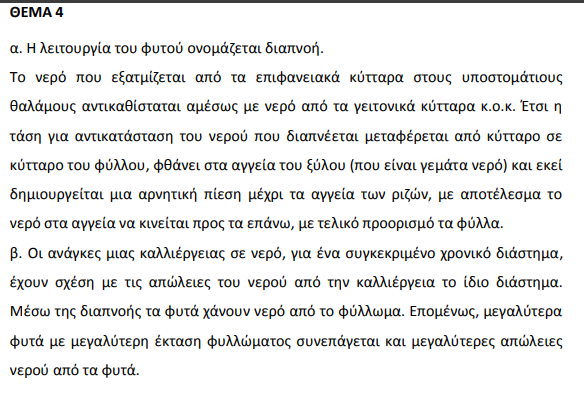 ΘΕΜΑ 4
α. Η λειτουργία του φυτού ονομάζεται διαπνοή.
Το νερό που εξατμίζεται από τα επιφανειακά κύτταρα στους υποστομάτιους
θαλάμους αντικαθίσταται αμέσως με νερό από τα γειτονικά κύτταρα κ.ο.κ. Έτσι η
τάση για αντικατάσταση του νερού που διαπνέεται μεταφέρεται από κύτταρο σε
κύτταρο του φύλλου, φθάνει στα αγγεία του ξύλου (που είναι γεμάτα νερό) και εκεί
δημιουργείται μια αρνητική πίεση μέχρι τα αγγεία των ριζών, με αποτέλεσμα το
νερό στα αγγεία να κινείται προς τα επάνω, με τελικό προορισμό τα φύλλα.
β. Οι ανάγκες μιας καλλιέργειας σε νερό, για ένα συγκεκριμένο χρονικό διάστημα,
έχουν σχέση με τις απώλειες του νερού από την καλλιέργεια το ίδιο διάστημα.
Μέσω της διαπνοής τα φυτά χάνουν νερό από το φύλλωμα. Επομένως, μεγαλύτερα
φυτά με μεγαλύτερη έκταση φυλλώματος συνεπάγεται και μεγαλύτερες απώλειες
νερού από τα φυτά.